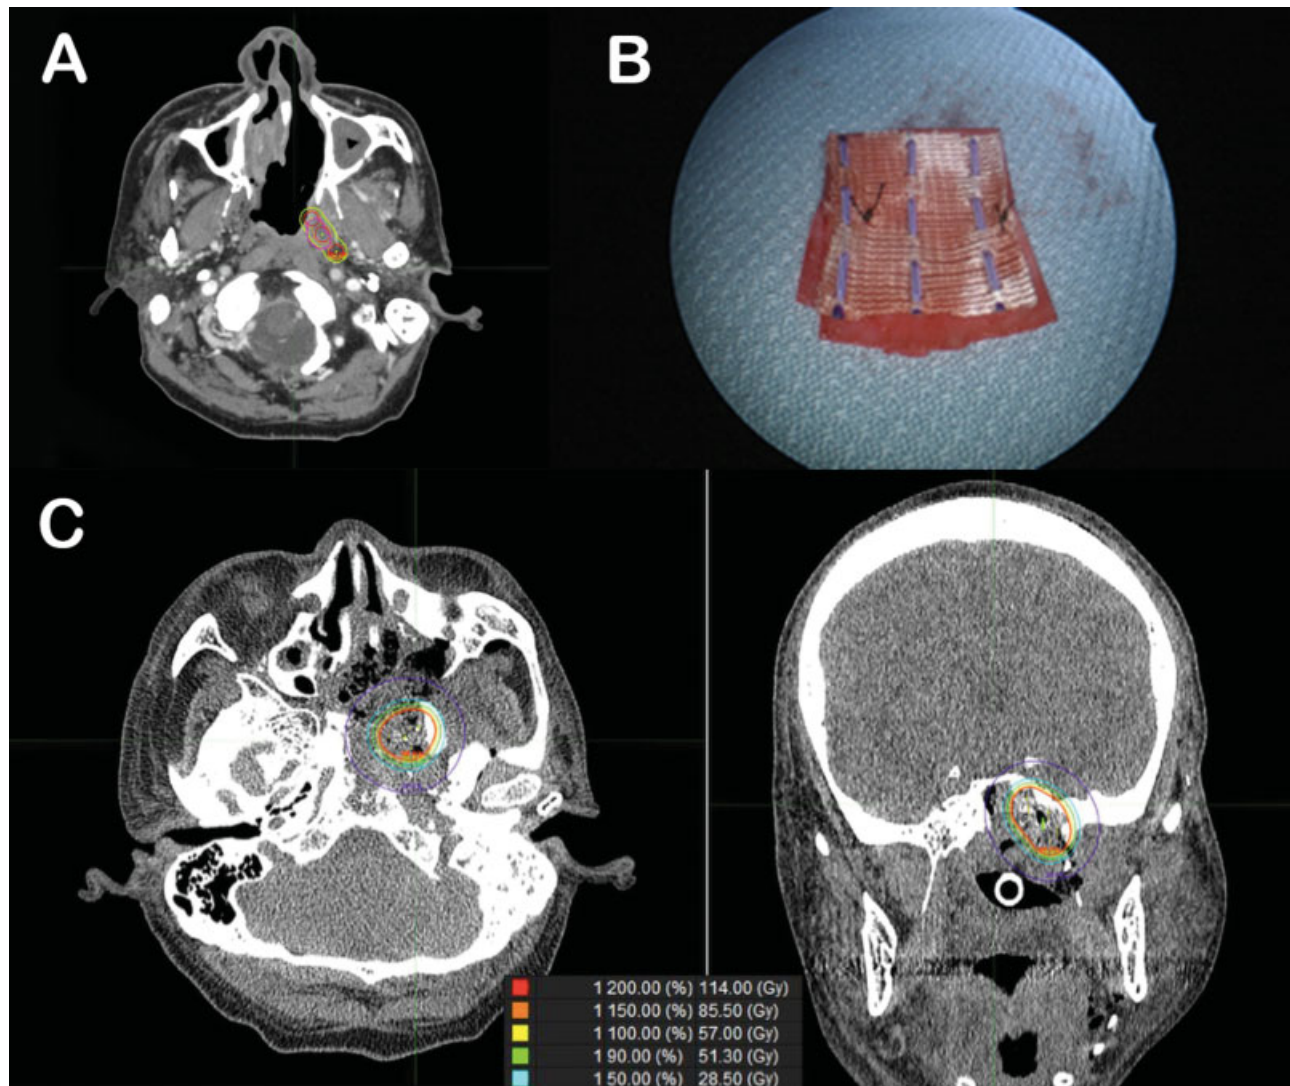 A
B
C
1 200.00 (%) 114.00 (Gy)
1 150.00 (%) 85.50 (Gy)
1 100.00 (%) 57.00 (Gy)
1 90.00 (%) 51.30 (Gy)
1 50.00 (%) 28.50 (Gy)